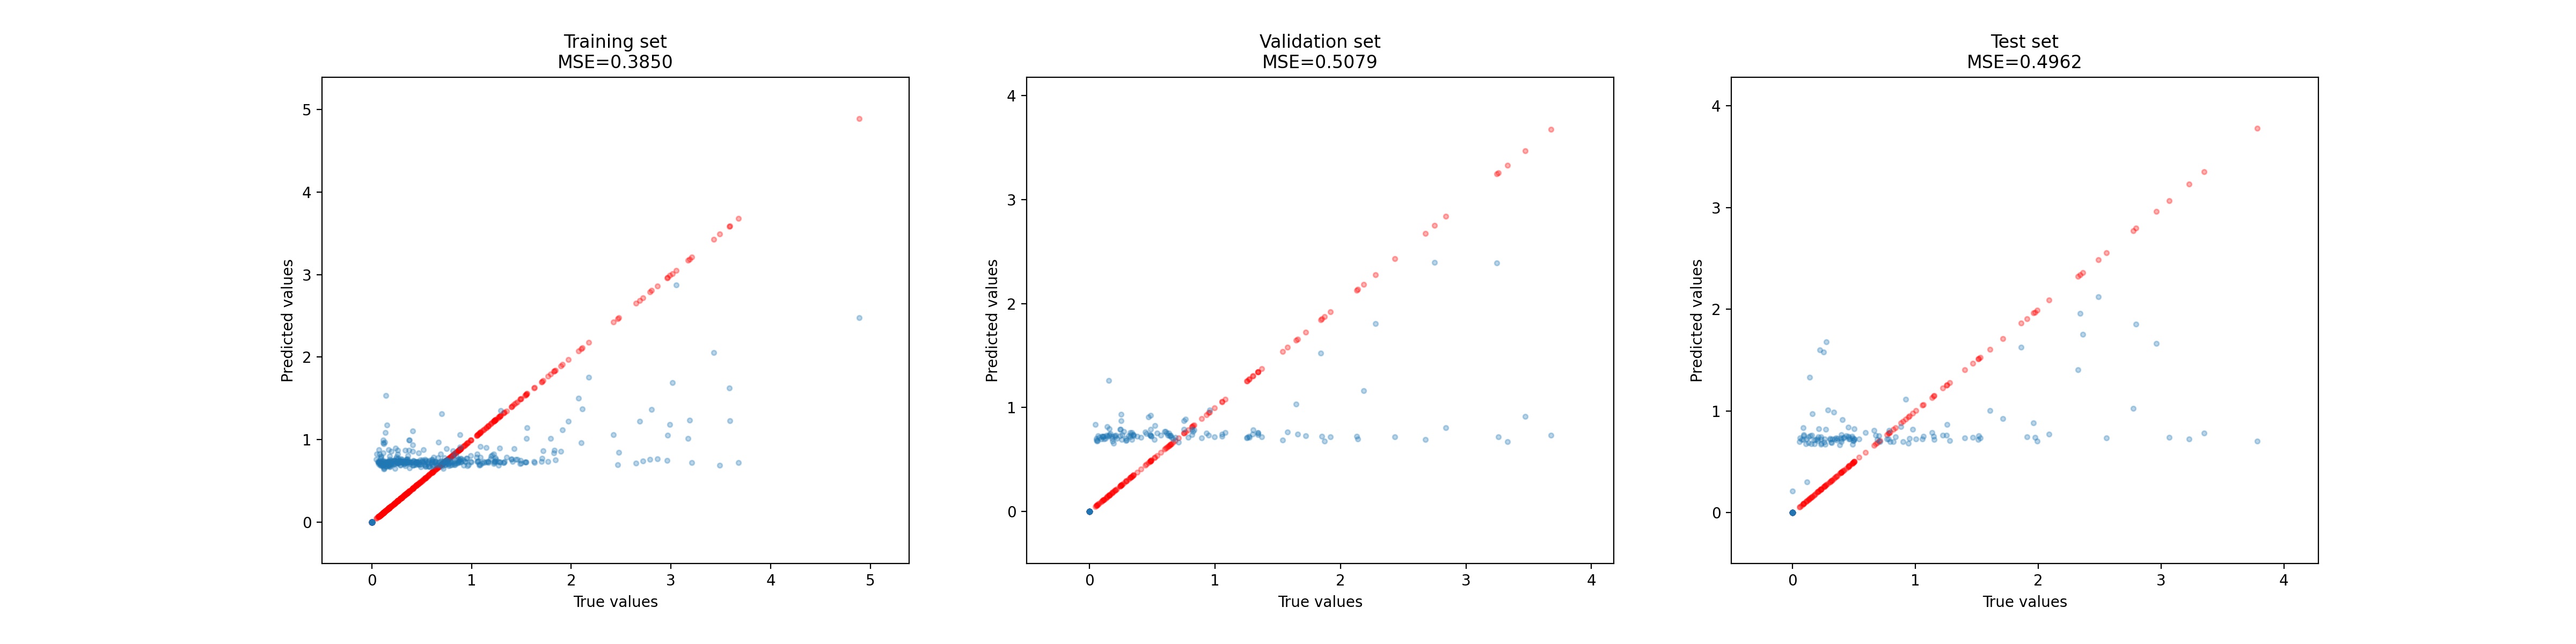 Training set
MSE=0.3850
Predicted values
5
4
3
2
1
0
0 1 2 3 4 5
True values
Validation set
MSE=0.5079
Predicted values
4
3
2
1
0
0 1 2 3 4
True values
Test set
MSE=0.4962
Predicted values
4
3
2
1
0
0 1 2 3 4
True values